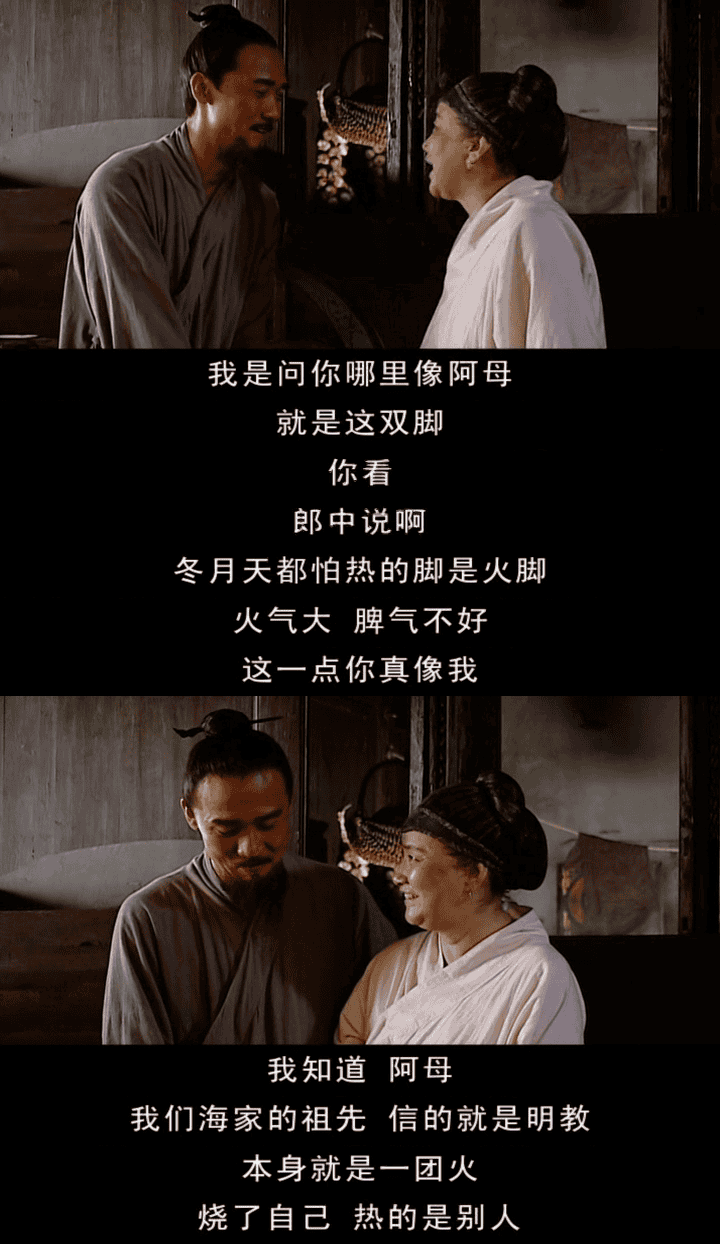 我是问你哪里像阿母
就是这双脚
你看
郎中说啊
冬月天都怕热的脚是火脚
火气大 脾气不好
这一点你真像我
我知道 阿母
我们海家的祖先 信的就是明教
本身就是一团火
烧了自己 热的是别人